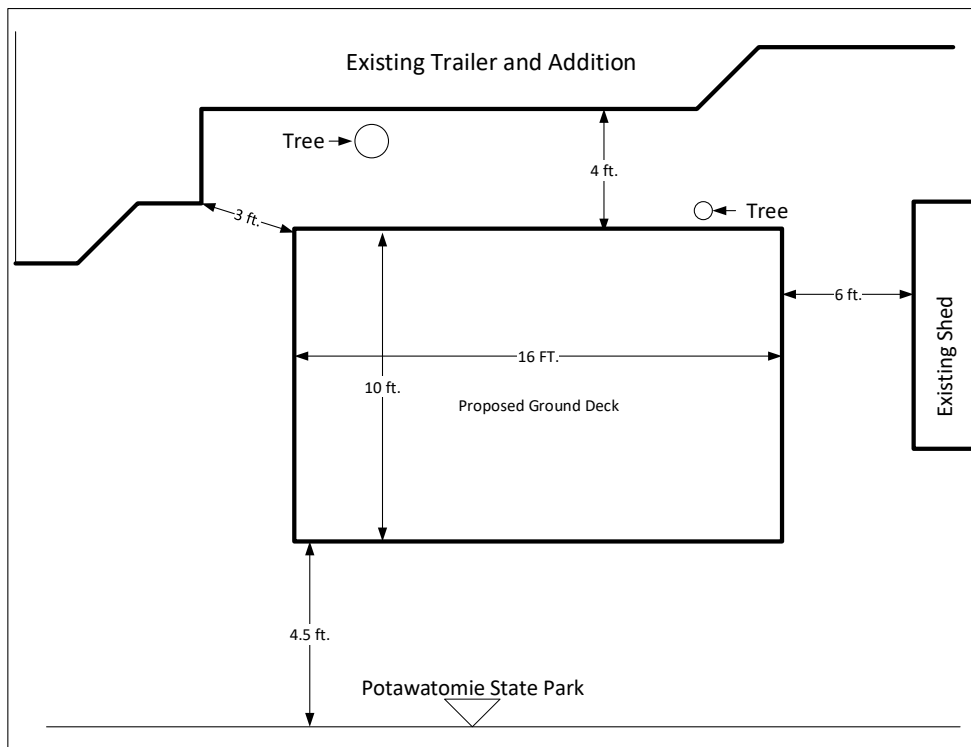 Existing Trailer and Addition
Tree
4 ft.
3 ft.
Tree
6 ft.
Existing Shed
16 FT.
10 ft.
Proposed Ground Deck
4.5 ft.
Potawatomie State Park